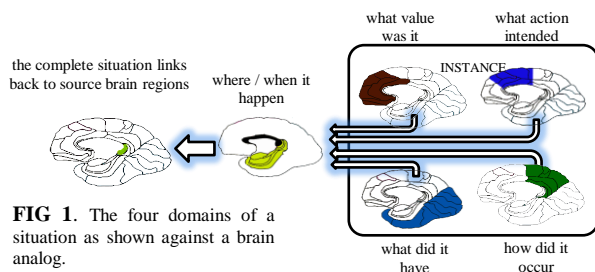 what value
was it
what action
intended
the complete situation links
back to source brain regions
where / when it
happen
INSTANCE
FIG 1. The four domains of a
situation as shown against a brain
analog.
what did it
have
how did it
occur